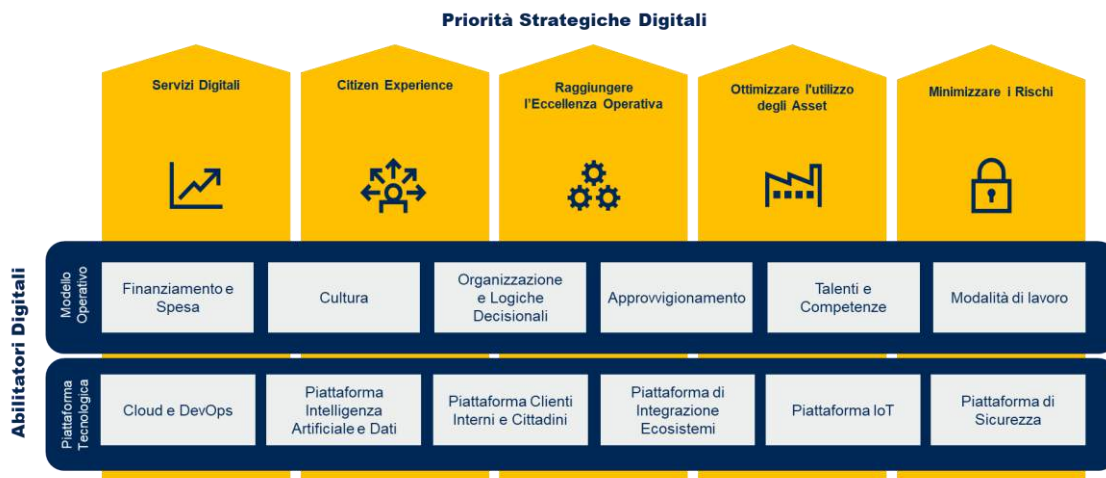 Priorità Strategiche Digitali
Servizi Digitali
Citizen Experience
Raggiungere
l'Eccellenza Operativa
Ottimizzare l'utilizzo
degli Asset
Minimizzare i Rischi
Abilitatori Digitali
Modello
Operativo
Finanziamento e
Spesa
Cultura
Organizzazione
e Logiche
Decisionali
Approvvigionamento
Talenti e
Competenze
Modalità di lavoro
Piattaforma
Tecnologica
Cloud e DevOps
Piattaforma
Intelligenza
Artificiale e Dati
Piattaforma Clienti
Interni e Cittadini
Piattaforma di
Integrazione
Ecosistemi
Piattaforma IoT
Piattaforma di
Sicurezza